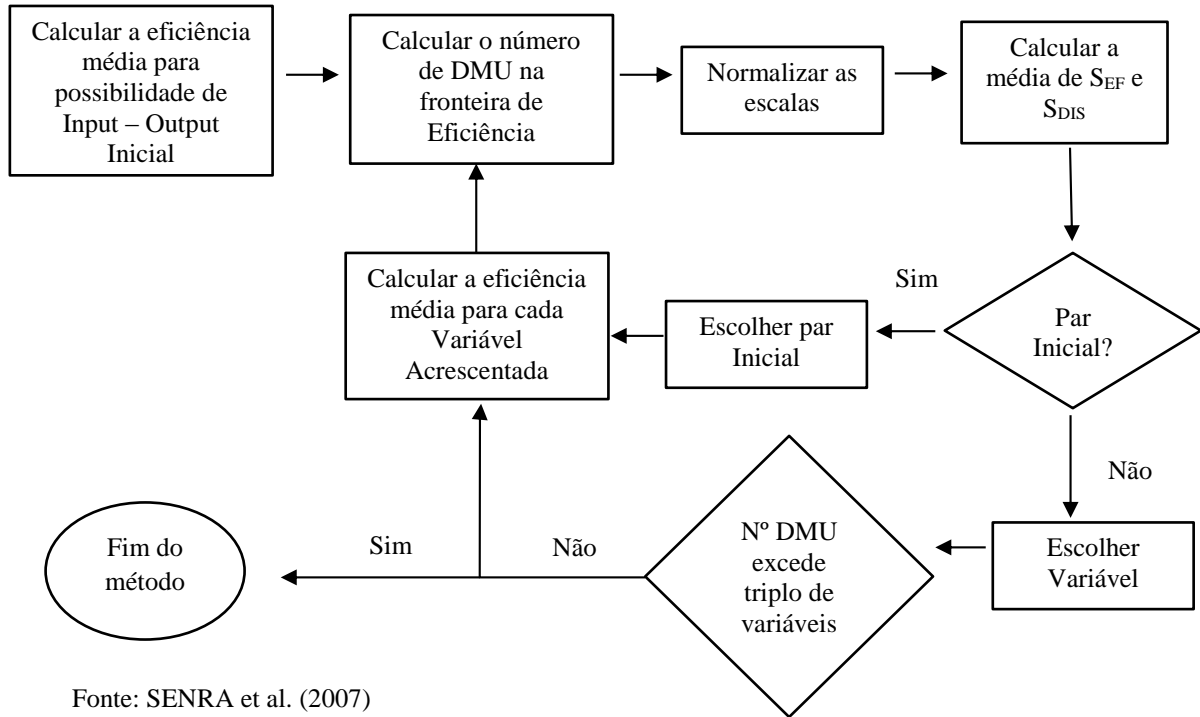 Calcular a eficiência
média para
possibilidade de
Input – Output
Inicial
Calcular o número
de DMU na
fronteira de
Eficiência
Normalizar as
escalas
Calcular a
média de S_EF e
S_DIS
Par
Inicial?
Sim
Escolher par
Inicial
Calcular a eficiência
média para cada
Variável
Acrescentada
Não
Escolher
Variável
Nº DMU
excede
triplo de
variáveis
Não
Sim
Fim do
método
Fonte: SENRA et al. (2007)